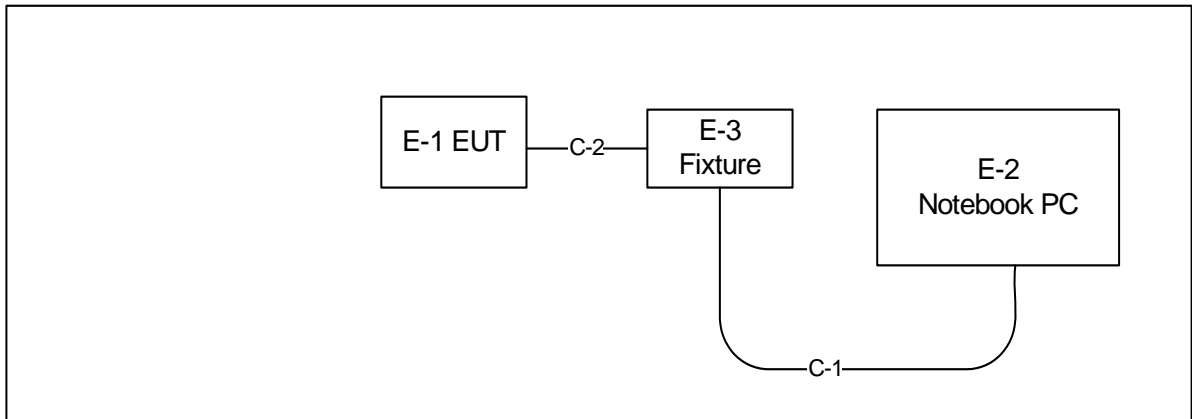 E-1 EUT
C-2
E-3
Fixture
E-2
Notebook PC
C-1